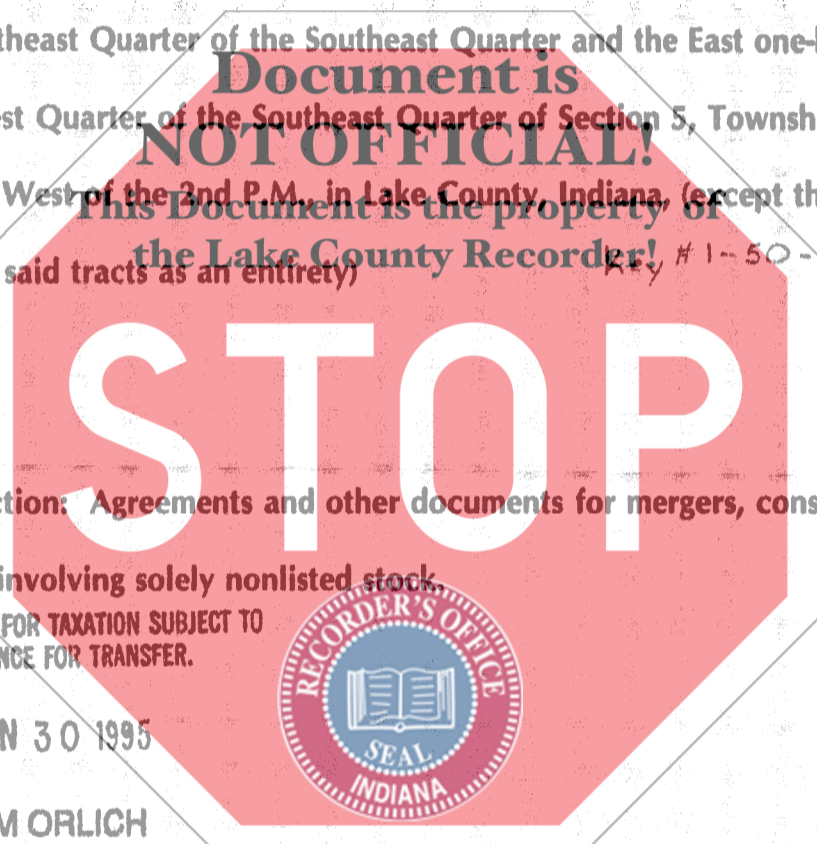 theast Quarter of the Southeast Quarter and the East one-
Document is
st Quarter of the Southeast Quarter of Section 5, Townsh
NOT OFFICIAL!
West of the 2nd P.M., in Lake County, Indiana, (except th
This Document is the property of
the Lake County Recorder!
said tracts as an entirety) Key # 1-50-
STOP
ction: Agreements and other documents for mergers, cons
involving solely nonlisted stock.
FOR TAXATION SUBJECT TO
NCE FOR TRANSFER.
RECORDER'S OFFICE
SEAL
INDIANA
N 30 1995
M ORLICH